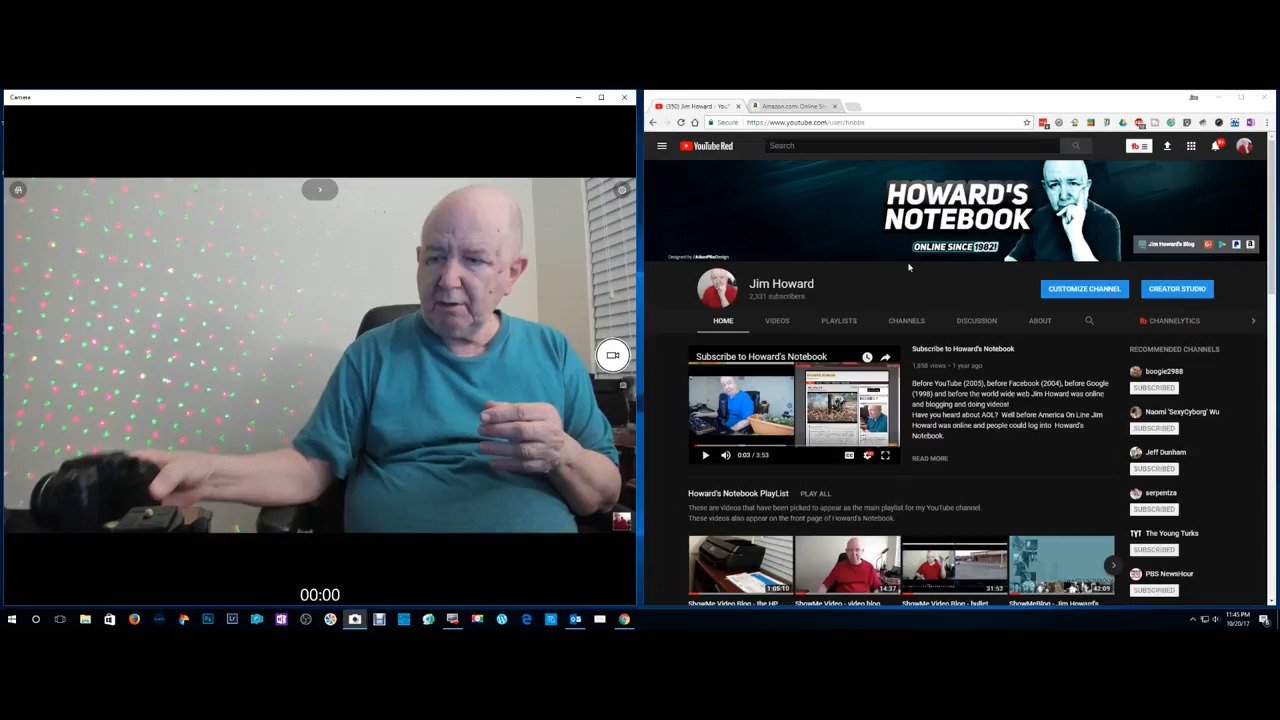 Camera
(350) Jim Howard - YouT
Amazon.com: Online Sh
Jim
Secure
https://www.youtube.com/user/hnbbs
YouTube Red
Search
HOWARD'S
NOTEBOOK
ONLINE SINCE 1982!
Jim Howard's Blog
Jim Howard
2,331 subscribers
CUSTOMIZE CHANNEL
CREATOR STUDIO
HOME
VIDEOS
PLAYLISTS
CHANNELS
DISCUSSION
ABOUT
CHANNELYTICS
Subscribe to Howard's Notebook
0:03 / 3:53
Subscribe to Howard's Notebook
1,858 views • 1 year ago
Before YouTube (2005), before Facebook (2004), before Google
(1998) and before the world wide web Jim Howard was online
and blogging and doing videos!
Have you heard about AOL? Well before America On Line Jim
Howard was online and people could log into Howard's
Notebook.
READ MORE
RECOMMENDED CHANNELS
boogie2988
SUBSCRIBED
Naomi 'SexyCyborg' Wu
SUBSCRIBED
Jeff Dunham
SUBSCRIBED
serpentza
SUBSCRIBED
The Young Turks
SUBSCRIBED
PBS NewsHour
SUBSCRIBED
Howard's Notebook PlayList
PLAY ALL
These are videos that have been picked to appear as the main playlist for my YouTube channel.
These videos also appear on the front page of Howard's Notebook.
1:05:10
14:37
31:52
42:09
ShowMe Video Blog - the HP
ShowMe Video - video blog
ShowMe VideoBlog - bullet
ShowMeBlog - Jim Howard's
00:00
11:45 PM
10/20/17